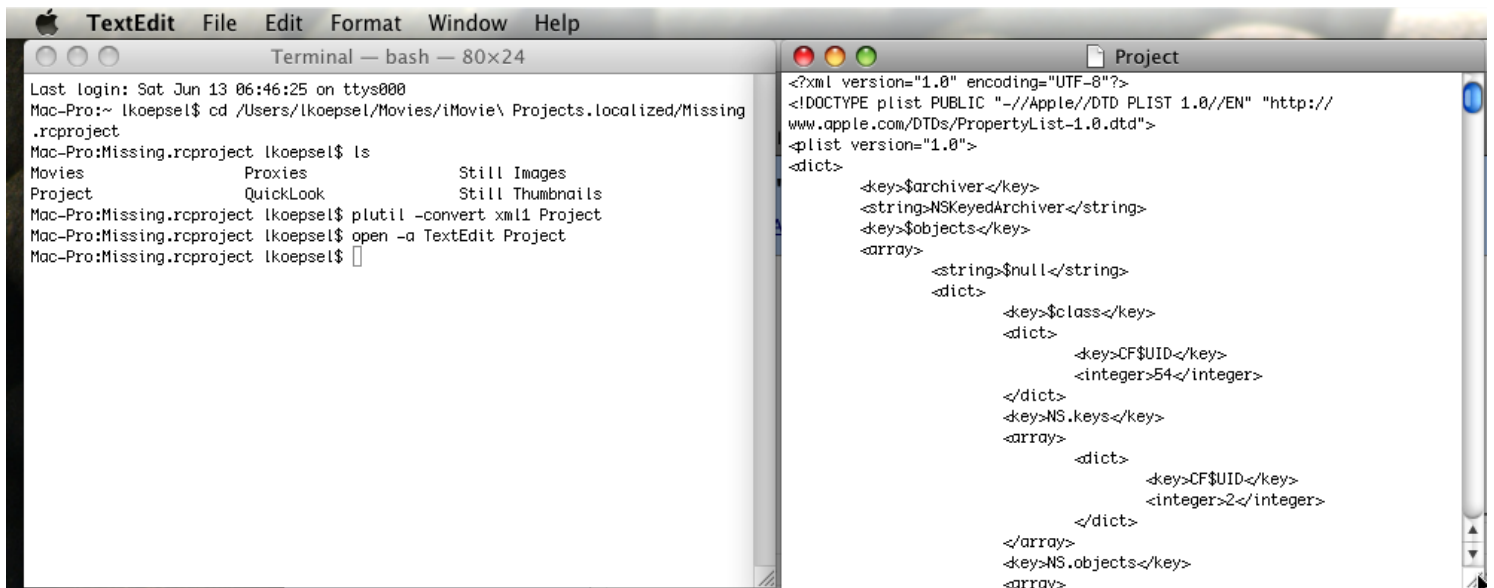 TextEdit File Edit Format Window Help
Terminal — bash — 80×24
Last login: Sat Jun 13 06:46:25 on ttys000
Mac-Pro:~ lkoepsel$ cd /Users/lkoepsel/Movies/iMovie\ Projects.localized/Missing
.rcproject
Mac-Pro:Missing.rcproject lkoepsel$ ls
Movies Proxies Still Images
Project QuickLook Still Thumbnails
Mac-Pro:Missing.rcproject lkoepsel$ plutil -convert xml1 Project
Mac-Pro:Missing.rcproject lkoepsel$ open -a TextEdit Project
Mac-Pro:Missing.rcproject lkoepsel$
Project
<?xml version="1.0" encoding="UTF-8"?>
<!DOCTYPE plist PUBLIC "-//Apple//DTD PLIST 1.0//EN" "http://
www.apple.com/DTDs/PropertyList-1.0.dtd">
<plist version="1.0">
<dict>
<key>$archiver</key>
<string>NSKeyedArchiver</string>
<key>$objects</key>
<array>
<string>$null</string>
<dict>
<key>$class</key>
<dict>
<key>CF$UID</key>
<integer>54</integer>
</dict>
<key>NS.keys</key>
<array>
<dict>
<key>CF$UID</key>
<integer>2</integer>
</dict>
</array>
<key>NS.objects</key>
<array>